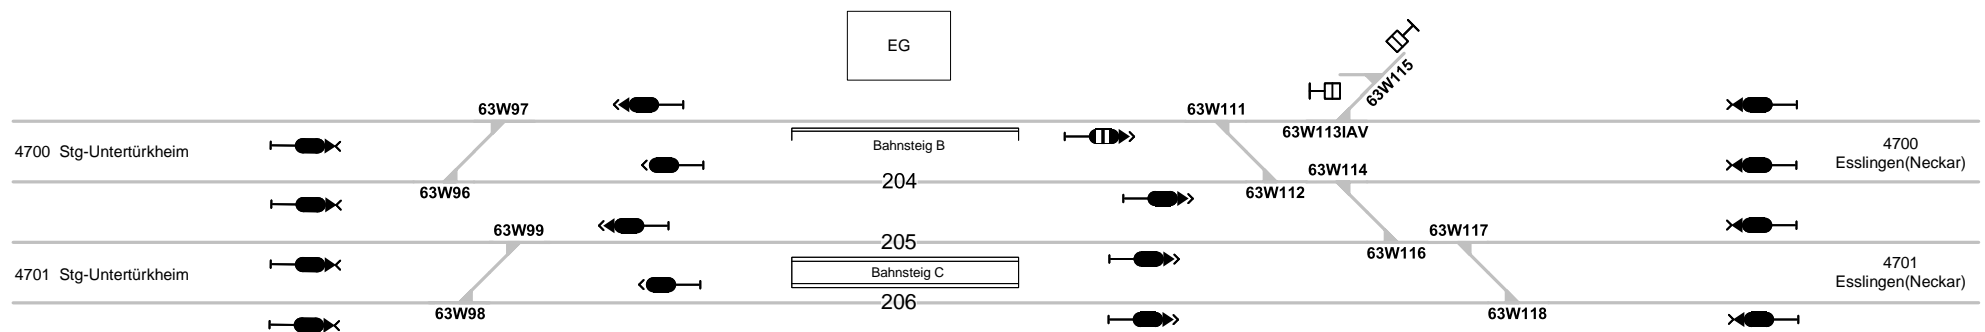 EG
63W115
63W97
63W111
63W113IAV
4700 Stg-Untertürkheim
Bahnsteig B
4700
Esslingen(Neckar)
63W114
204
63W96
63W112
63W99
63W117
205
63W116
4701 Stg-Untertürkheim
Bahnsteig C
4701
Esslingen(Neckar)
206
63W98
63W118